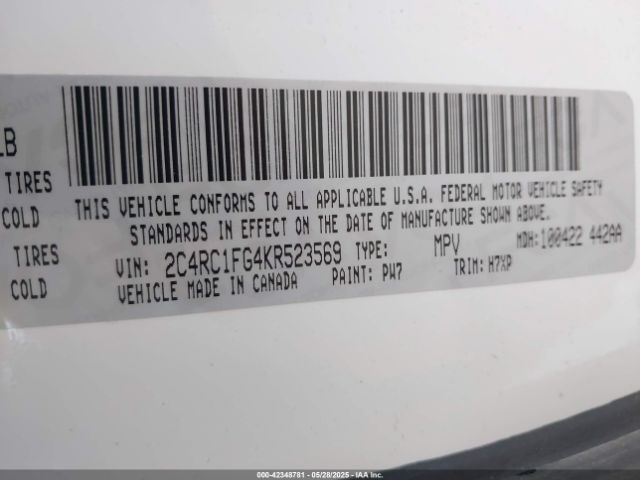 LB
TIRES
COLD
TIRES
COLD
THIS VEHICLE CONFORMS TO ALL APPLICABLE U.S.A. FEDERAL MOTOR VEHICLE SAFETY
STANDARDS IN EFFECT ON THE DATE OF MANUFACTURE SHOWN ABOVE.
VIN: 2C4RC1FG4KR523569 TYPE: MPV MDH:100422 442AA
VEHICLE MADE IN CANADA PAINT: PW7 TRIM: H7XP
000-42348781 - 05/28/2025 - IAA Inc.